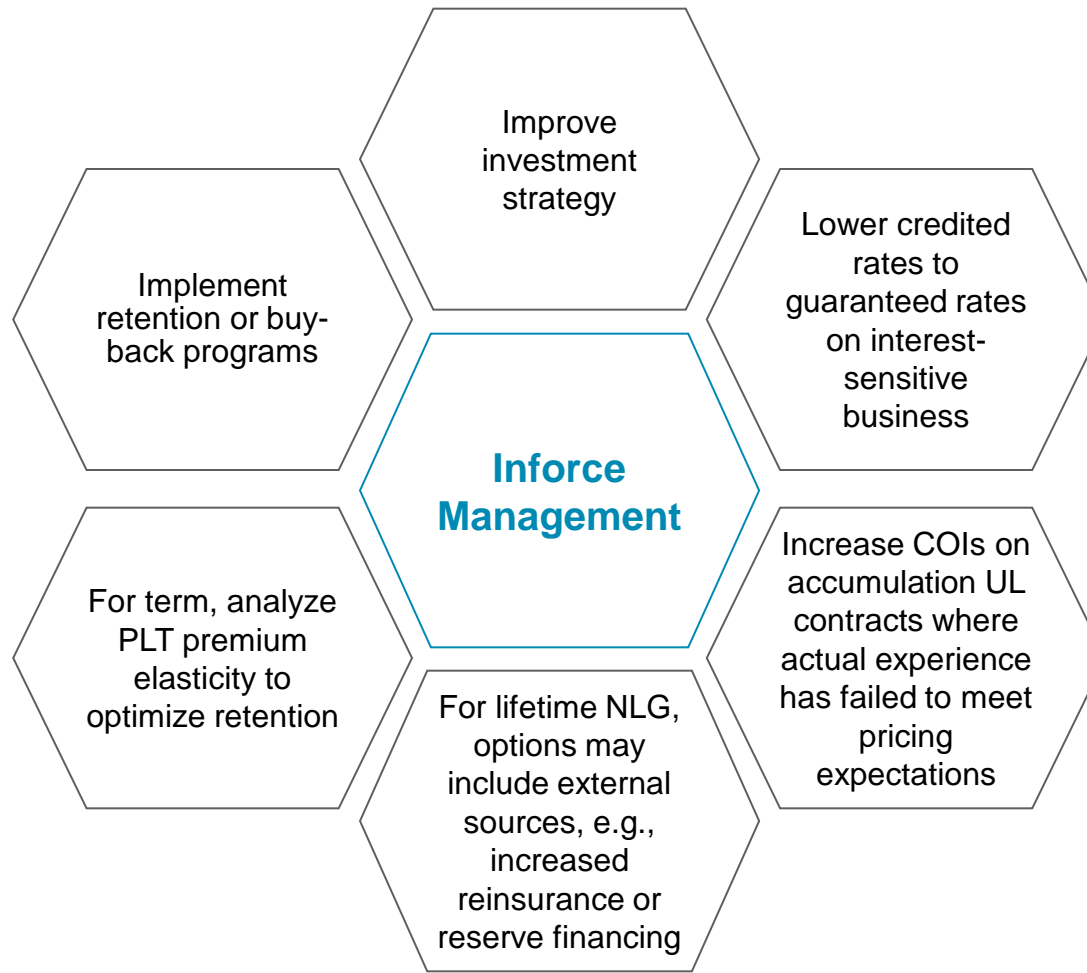 Improve
investment
strategy
Implement
retention or buy-
back programs
Lower credited
rates to
guaranteed rates
on interest-
sensitive
business
Inforce
Management
For term, analyze
PLT premium
elasticity to
optimize retention
Increase COIs on
accumulation UL
contracts where
actual experience
has failed to meet
pricing
expectations
For lifetime NLG,
options may
include external
sources, e.g.,
increased
reinsurance or
reserve financing